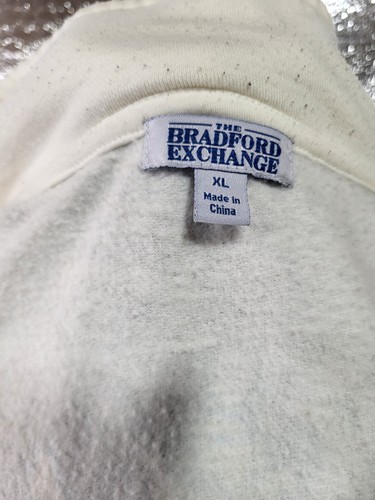 THE
BRADFORD
EXCHANGE
XL
Made in
China